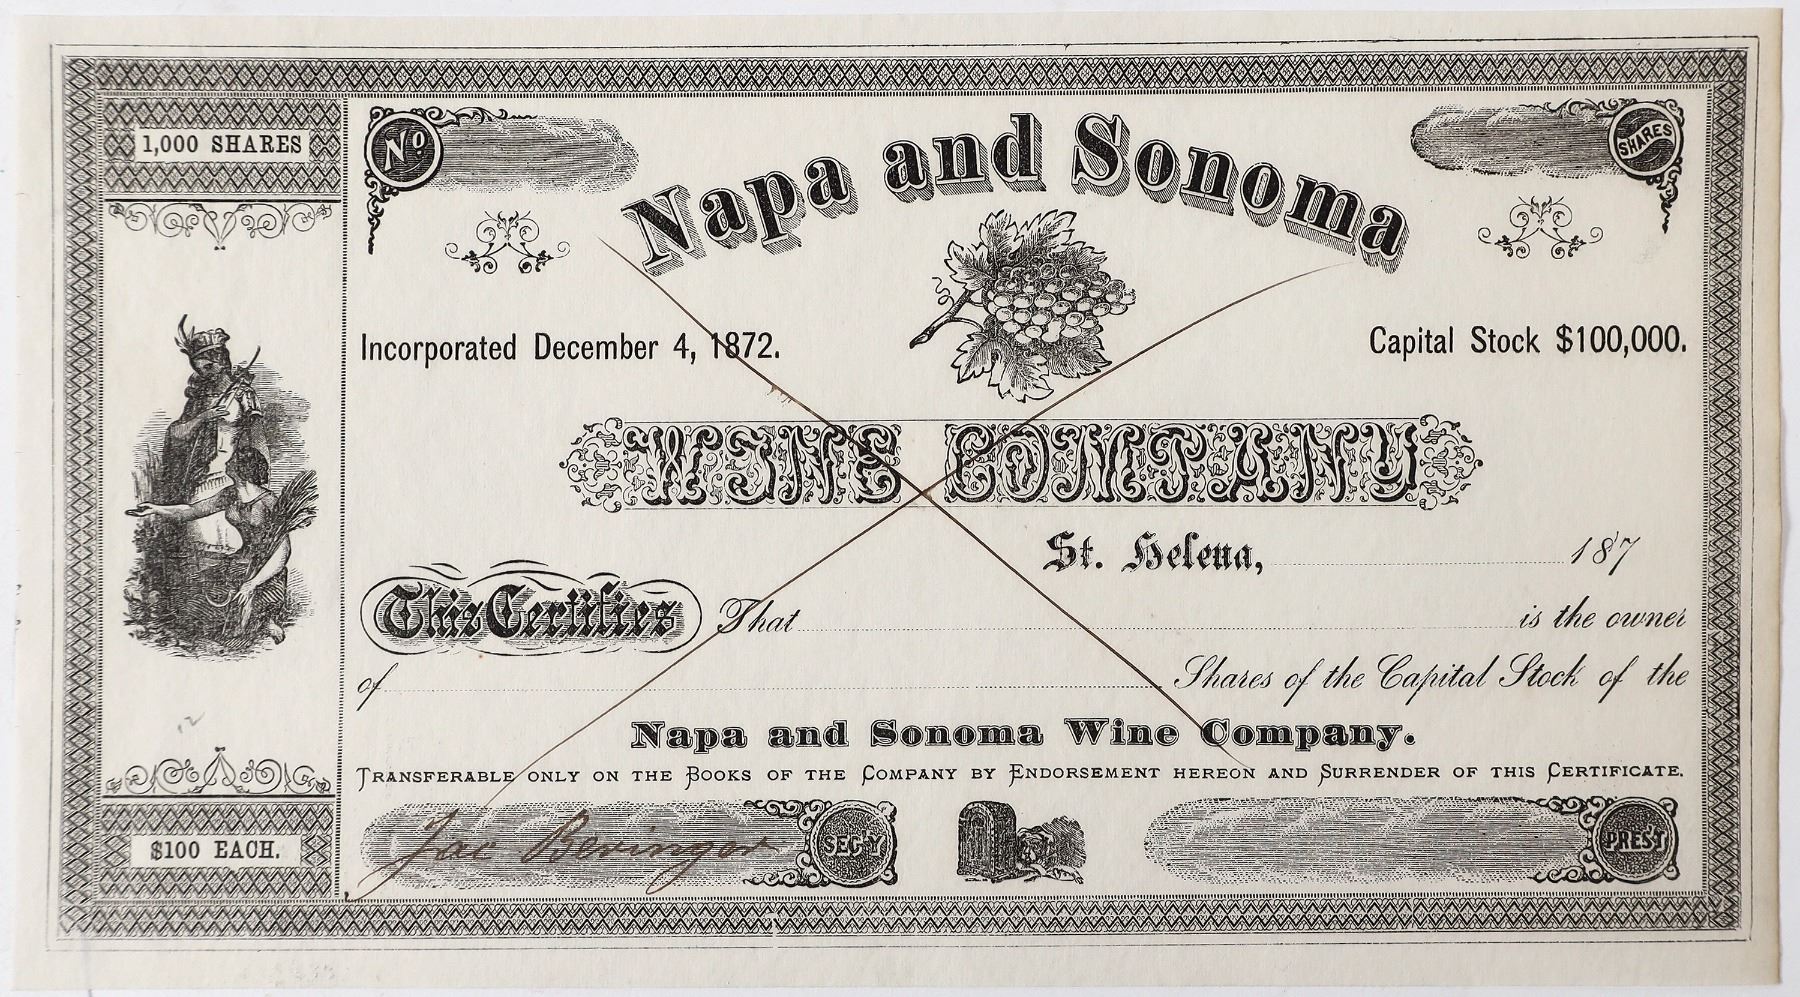 1,000 SHARES
No.
SHARES
Napa and Sonoma
Incorporated December 4, 1872.
Capital Stock $100,000.
WINE COMPANY
St. Helena, 187
This Certifies That is the owner
of Shares of the Capital Stock of the
Napa and Sonoma Wine Company.
TRANSFERABLE ONLY ON THE BOOKS OF THE COMPANY BY ENDORSEMENT HEREON AND SURRENDER OF THIS CERTIFICATE.
$100 EACH.
Jac Beringer
SEC'Y
PREST
12